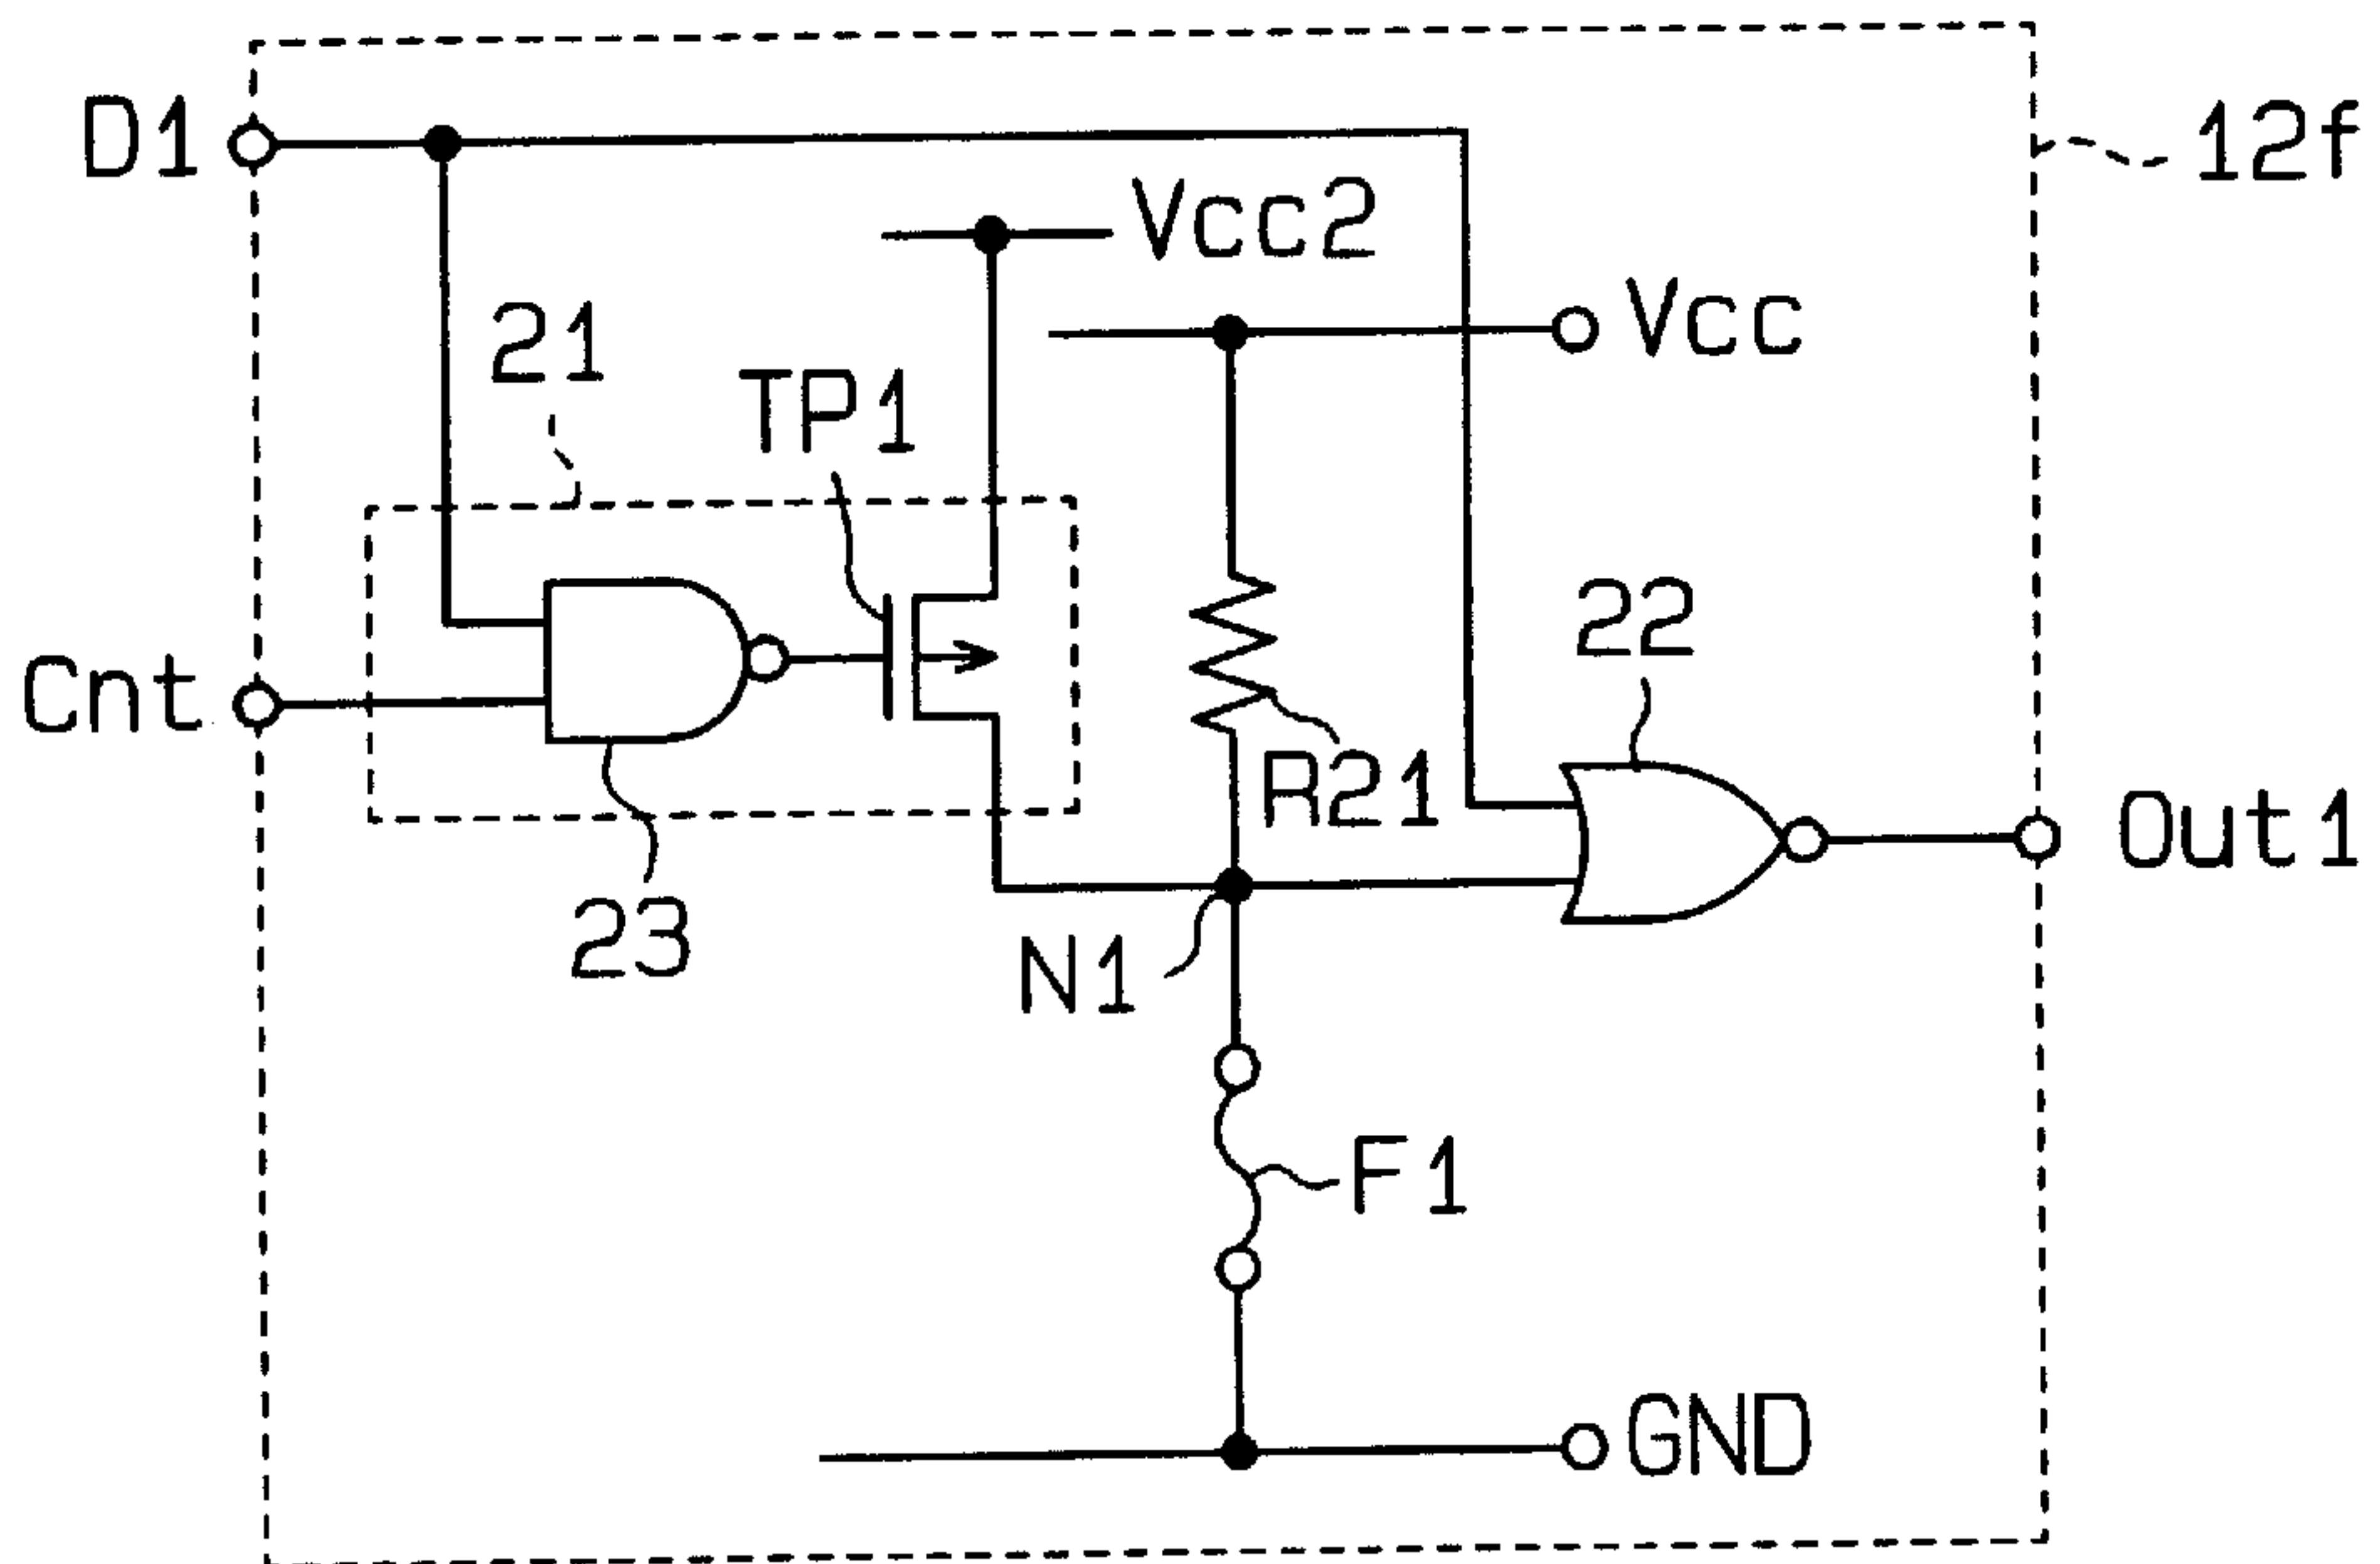 D1
12f
Vcc2
Vcc
21
TP1
22
Cnt
R21
Out1
23
N1
F1
GND